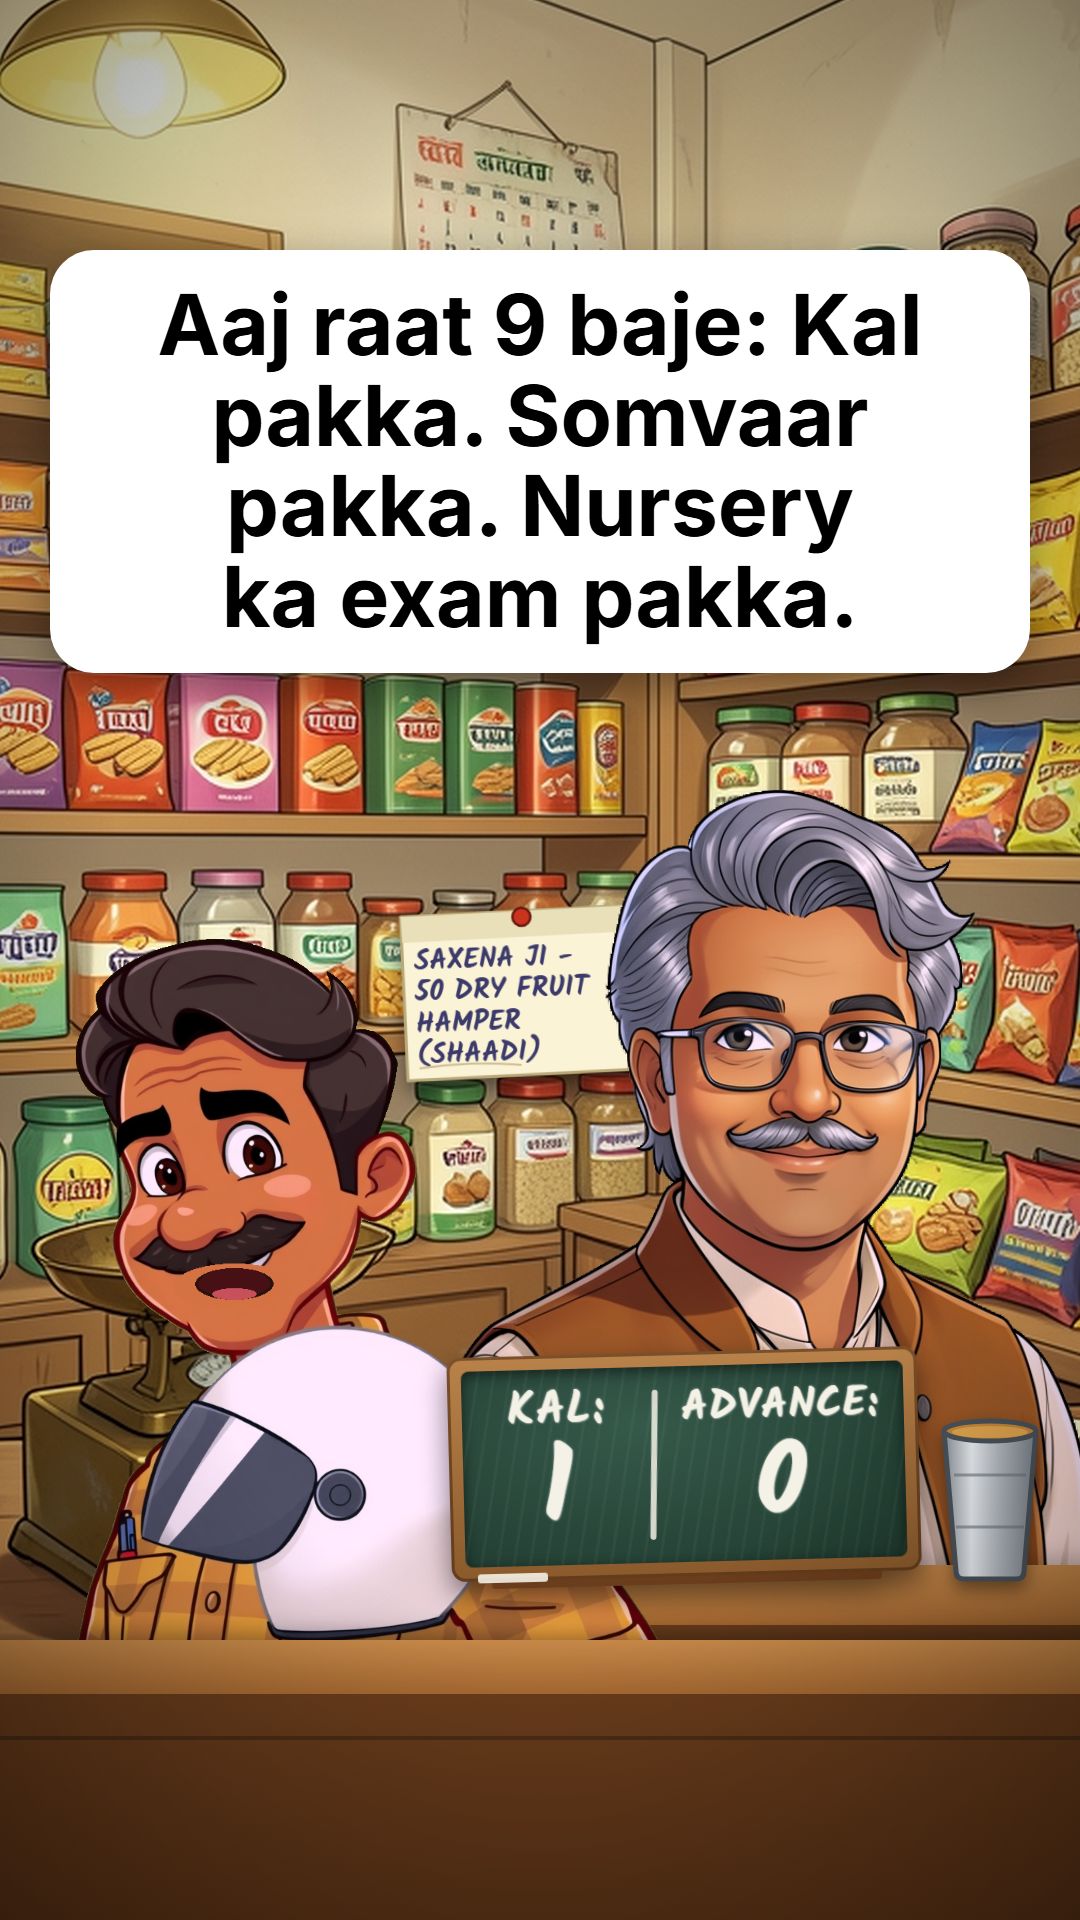 Aaj raat 9 baje: Kal
pakka. Somvaar
pakka. Nursery
ka exam pakka.
SAXENA JI -
50 DRY FRUIT
HAMPER
(SHAADI)
KAL:
1
ADVANCE:
0